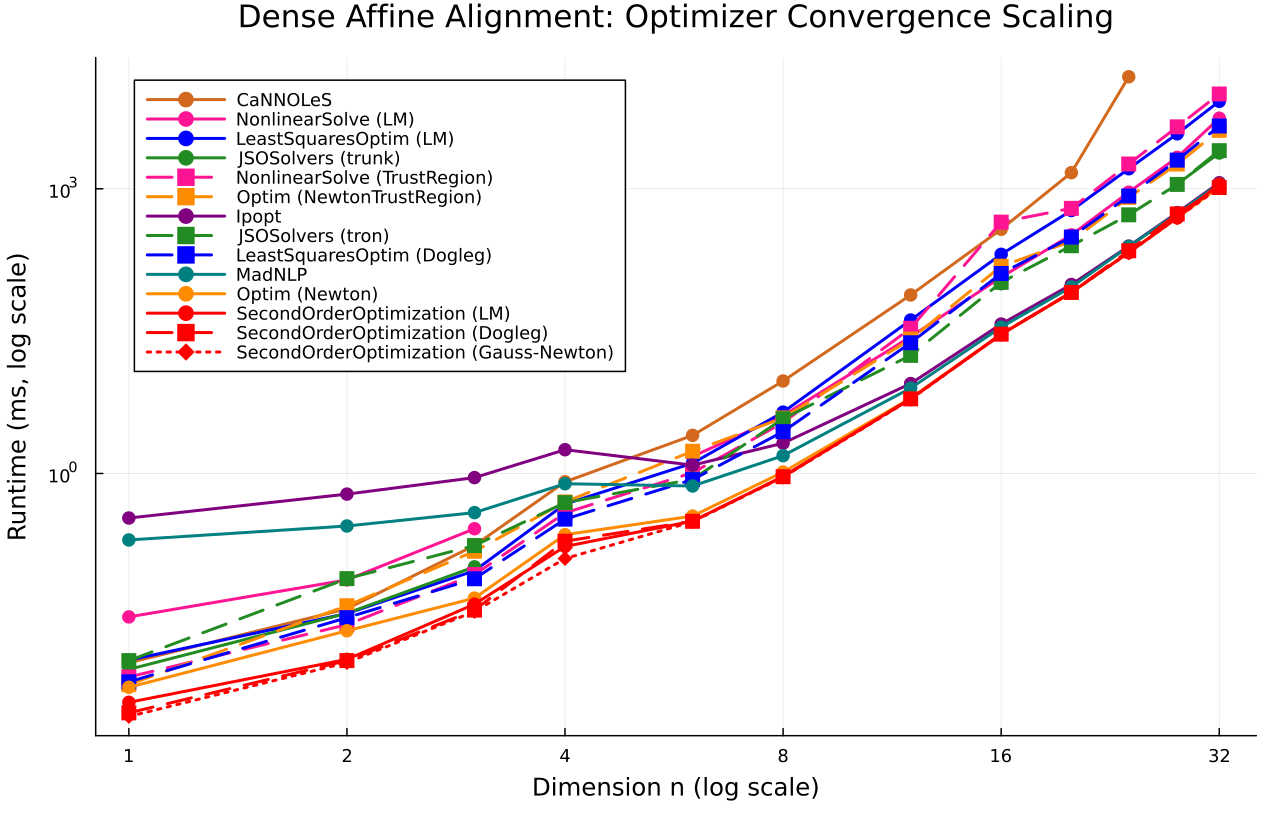 Dense Affine Alignment: Optimizer Convergence Scaling
CaNNOLeS
NonlinearSolve (LM)
LeastSquaresOptim (LM)
JSOSolvers (trunk)
NonlinearSolve (TrustRegion)
Optim (NewtonTrustRegion)
Ipopt
JSOSolvers (tron)
LeastSquaresOptim (Dogleg)
MadNLP
Optim (Newton)
SecondOrderOptimization (LM)
SecondOrderOptimization (Dogleg)
SecondOrderOptimization (Gauss-Newton)
Runtime (ms, log scale)
10³
10⁰
1 2 4 8 16 32
Dimension n (log scale)